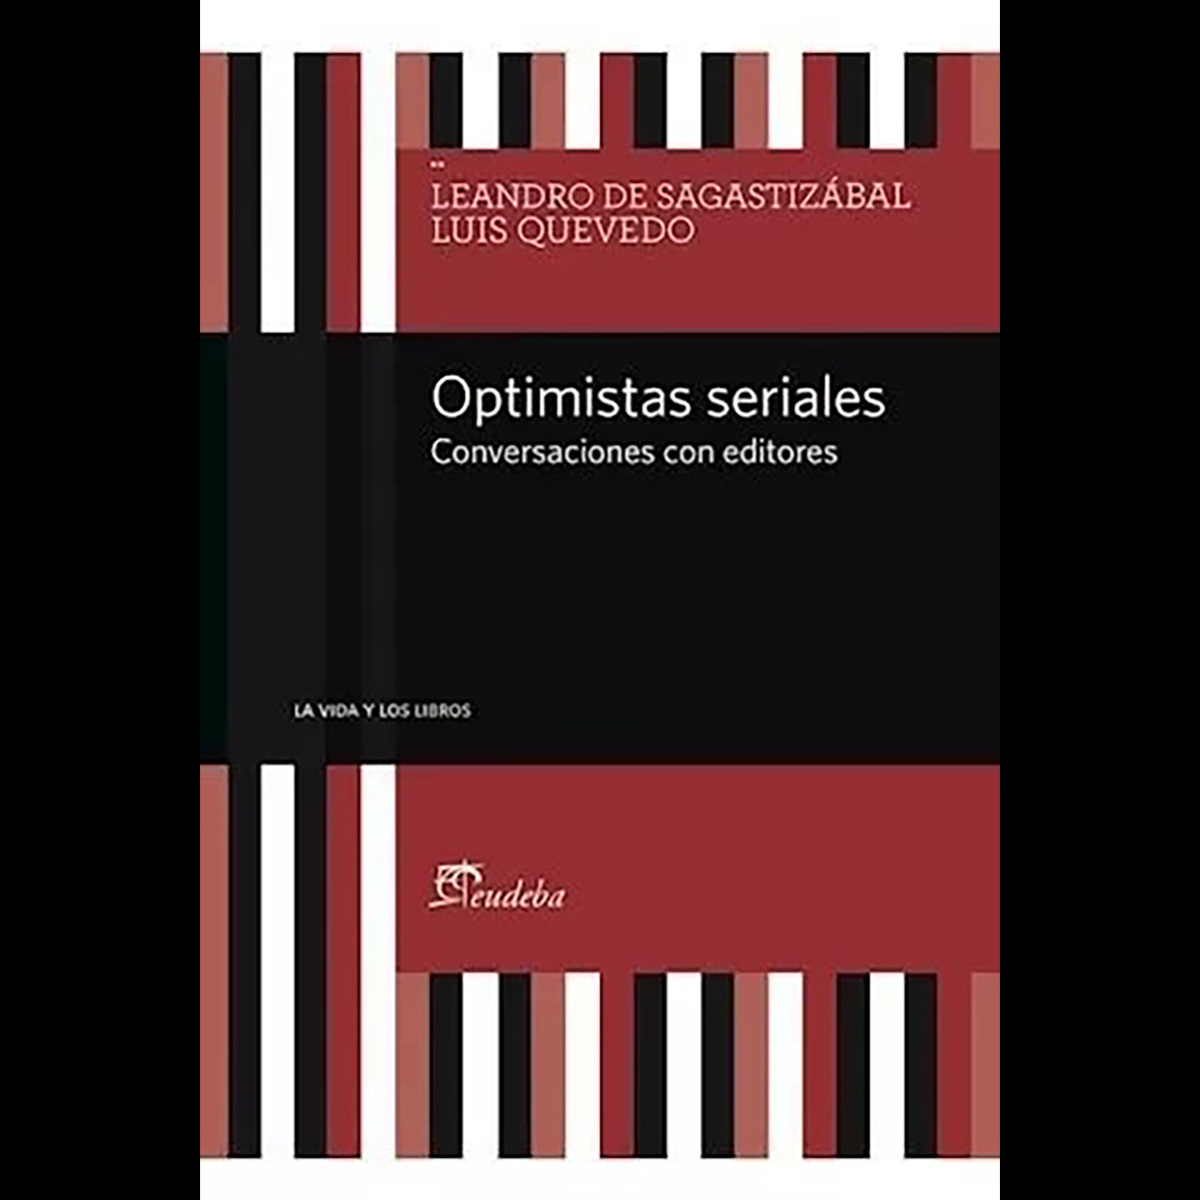 LEANDRO DE SAGASTIZÁBAL
LUIS QUEVEDO
Optimistas seriales
Conversaciones con editores
LA VIDA Y LOS LIBROS
eudeba